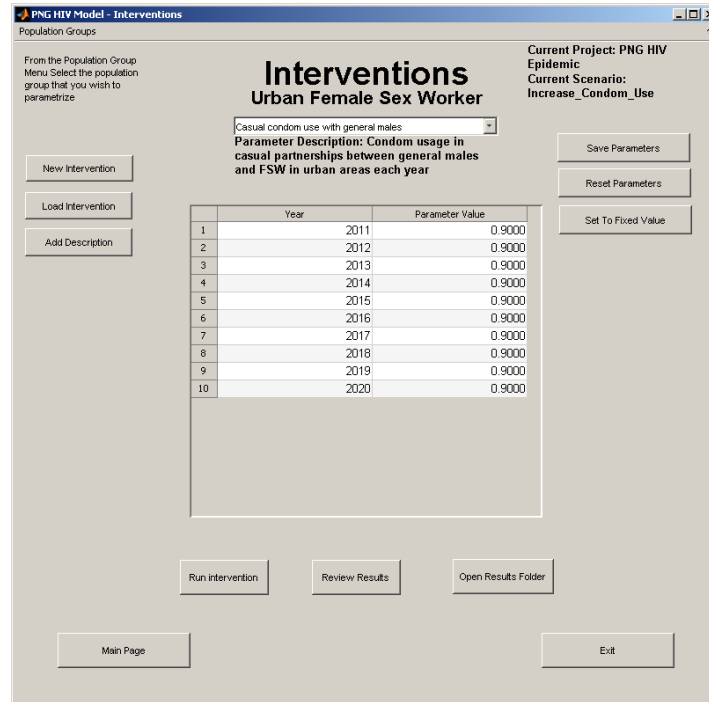 PNG HIV Model - Interventions
Population Groups
From the Population Group
Menu Select the population
group that you wish to
parametrize
Interventions
Urban Female Sex Worker
Current Project: PNG HIV
Epidemic
Current Scenario:
Increase_Condom_Use
Casual condom use with general males
Parameter Description: Condom usage in
casual partnerships between general males
and FSW in urban areas each year
New Intervention
Load Intervention
Add Description
Save Parameters
Reset Parameters
Set To Fixed Value
Year Parameter Value
1 2011 0.9000
2 2012 0.9000
3 2013 0.9000
4 2014 0.9000
5 2015 0.9000
6 2016 0.9000
7 2017 0.9000
8 2018 0.9000
9 2019 0.9000
10 2020 0.9000
Run intervention
Review Results
Open Results Folder
Main Page
Exit